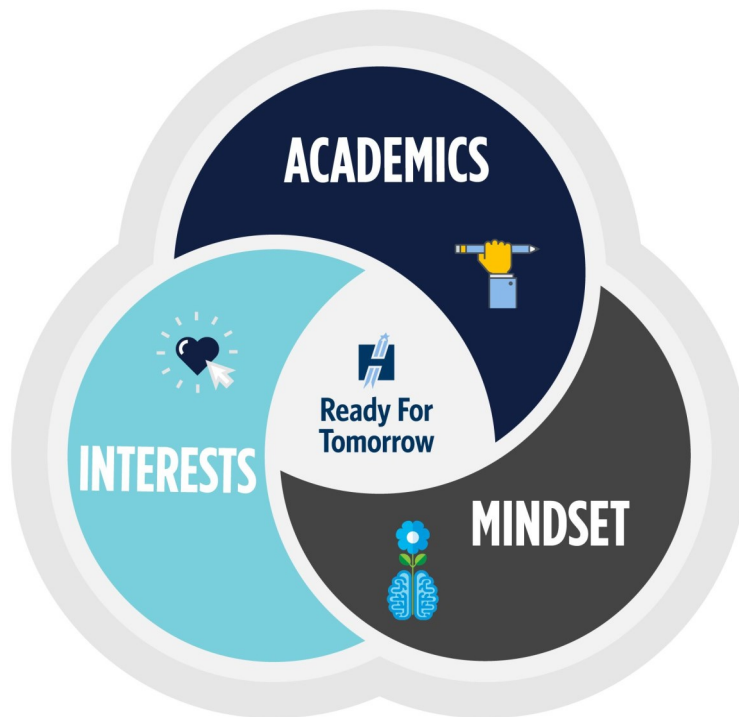 ACADEMICS
INTERESTS
H
Ready For
Tomorrow
MINDSET